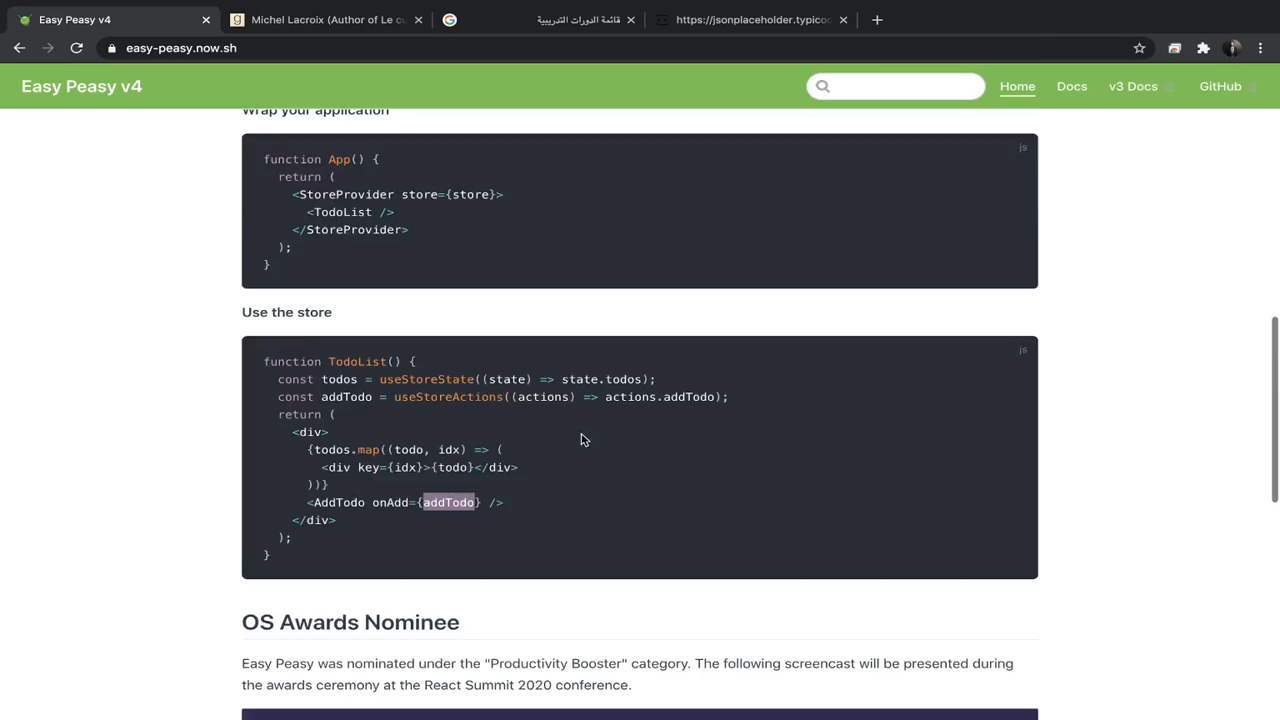 Easy Peasy v4
Michel Lacroix (Author of Le cu
قائمة الدورات التدريبية
https://jsonplaceholder.typico
easy-peasy.now.sh
Easy Peasy v4
Home
Docs
v3 Docs
GitHub
Wrap your application
js
function App() {
return (
<StoreProvider store={store}>
<TodoList />
</StoreProvider>
);
}
Use the store
js
function TodoList() {
const todos = useStoreState((state) => state.todos);
const addTodo = useStoreActions((actions) => actions.addTodo);
return (
<div>
{todos.map((todo, idx) => (
<div key={idx}>{todo}</div>
))}
<AddTodo onAdd={addTodo} />
</div>
);
}
OS Awards Nominee
Easy Peasy was nominated under the "Productivity Booster" category. The following screencast will be presented during
the awards ceremony at the React Summit 2020 conference.